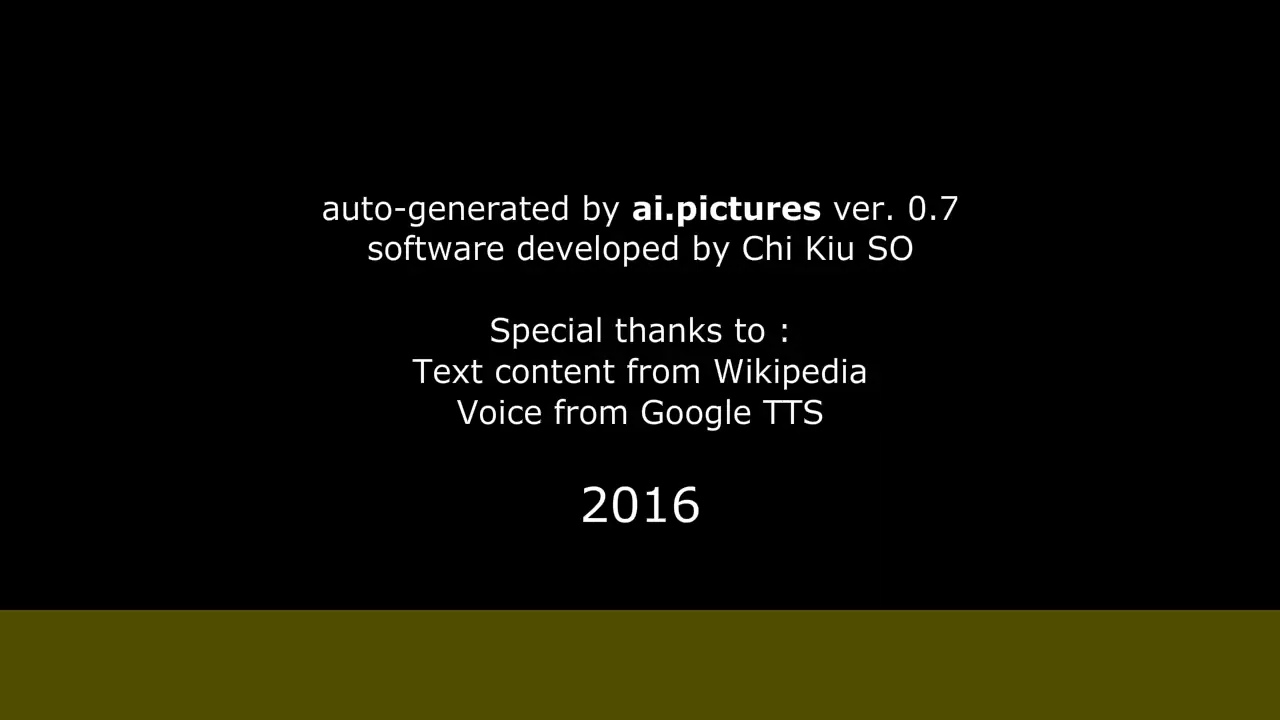 auto-generated by ai.pictures ver. 0.7
software developed by Chi Kiu SO
Special thanks to :
Text content from Wikipedia
Voice from Google TTS
2016